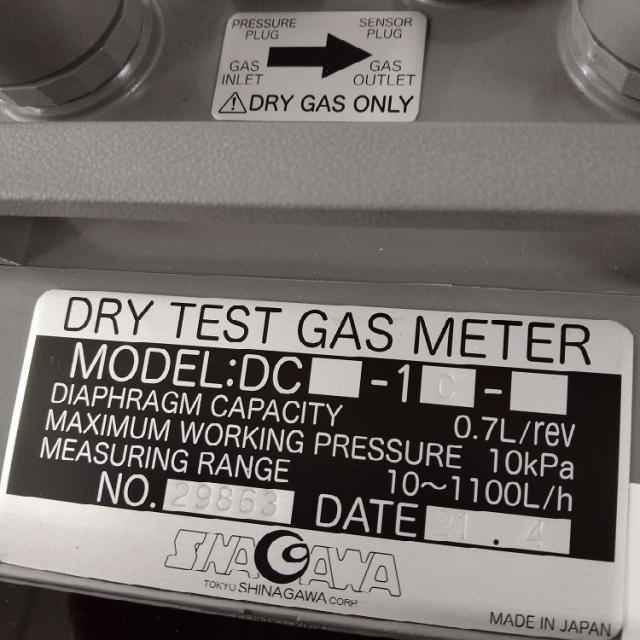 PRESSURE PLUG SENSOR PLUG
GAS INLET GAS OUTLET
⚠DRY GAS ONLY
DRY TEST GAS METER
MODEL:DC -1 C -
DIAPHRAGM CAPACITY 0.7L/rev
MAXIMUM WORKING PRESSURE 10kPa
MEASURING RANGE 10~1100L/h
NO. 29863 DATE 21. 4
SINAGAWA
TOKYO SHINAGAWA CORP.
MADE IN JAPAN